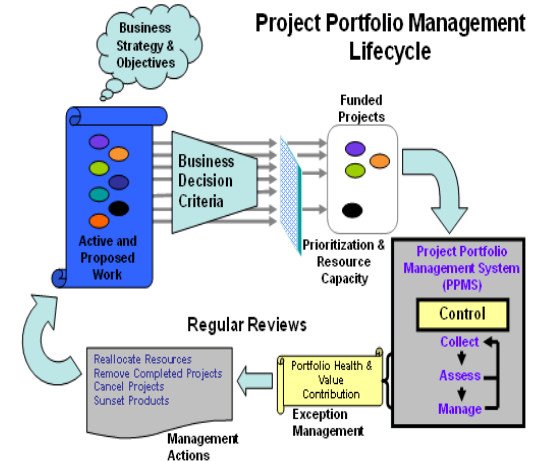 Project Portfolio Management
Lifecycle
Business
Strategy &
Objectives
Active and
Proposed
Work
Business
Decision
Criteria
Funded
Projects
Prioritization &
Resource
Capacity
Project Portfolio
Management System
(PPMS)
Control
Collect
Assess
Manage
Regular Reviews
Portfolio Health &
Value
Contribution
Exception
Management
Reallocate Resources
Remove Completed Projects
Cancel Projects
Sunset Products
Management
Actions